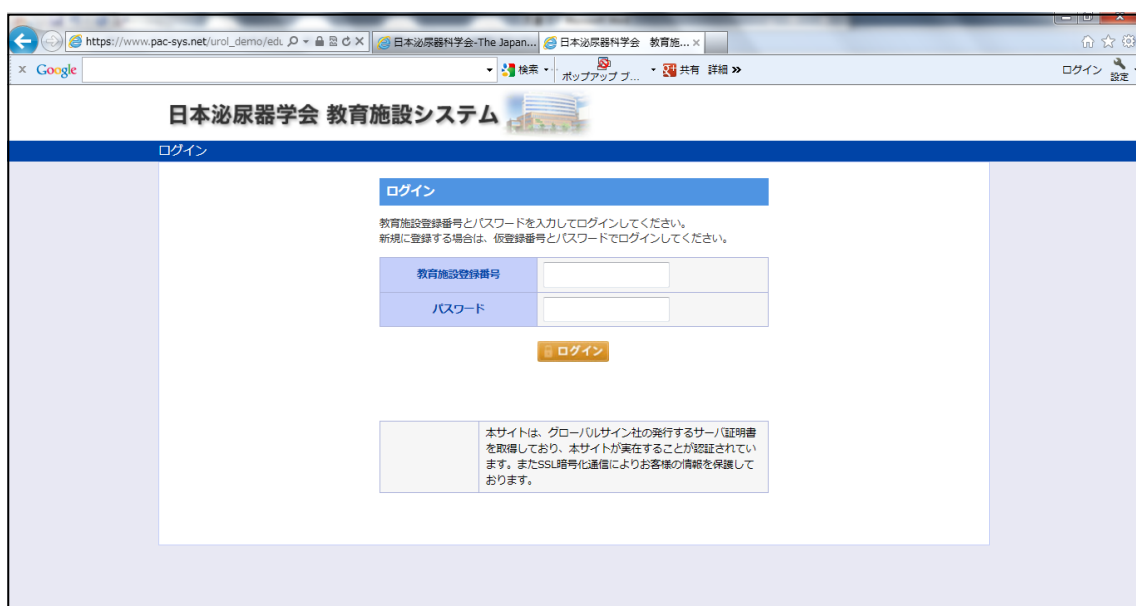 https://www.pac-sys.net/urol_demo/edu
日本泌尿器科学会-The Japan...
日本泌尿器科学会 教育施...
x Google
検索
ポップアップ ブ...
共有
詳細 »
ログイン
設定
日本泌尿器学会 教育施設システム
ログイン
ログイン
教育施設登録番号とパスワードを入力してログインしてください。
新規に登録する場合は、仮登録番号とパスワードでログインしてください。
教育施設登録番号
パスワード
ログイン
本サイトは、グローバルサイン社の発行するサーバ証明書
を取得しており、本サイトが実在することが認証されてい
ます。またSSL暗号化通信によりお客様の情報を保護して
おります。